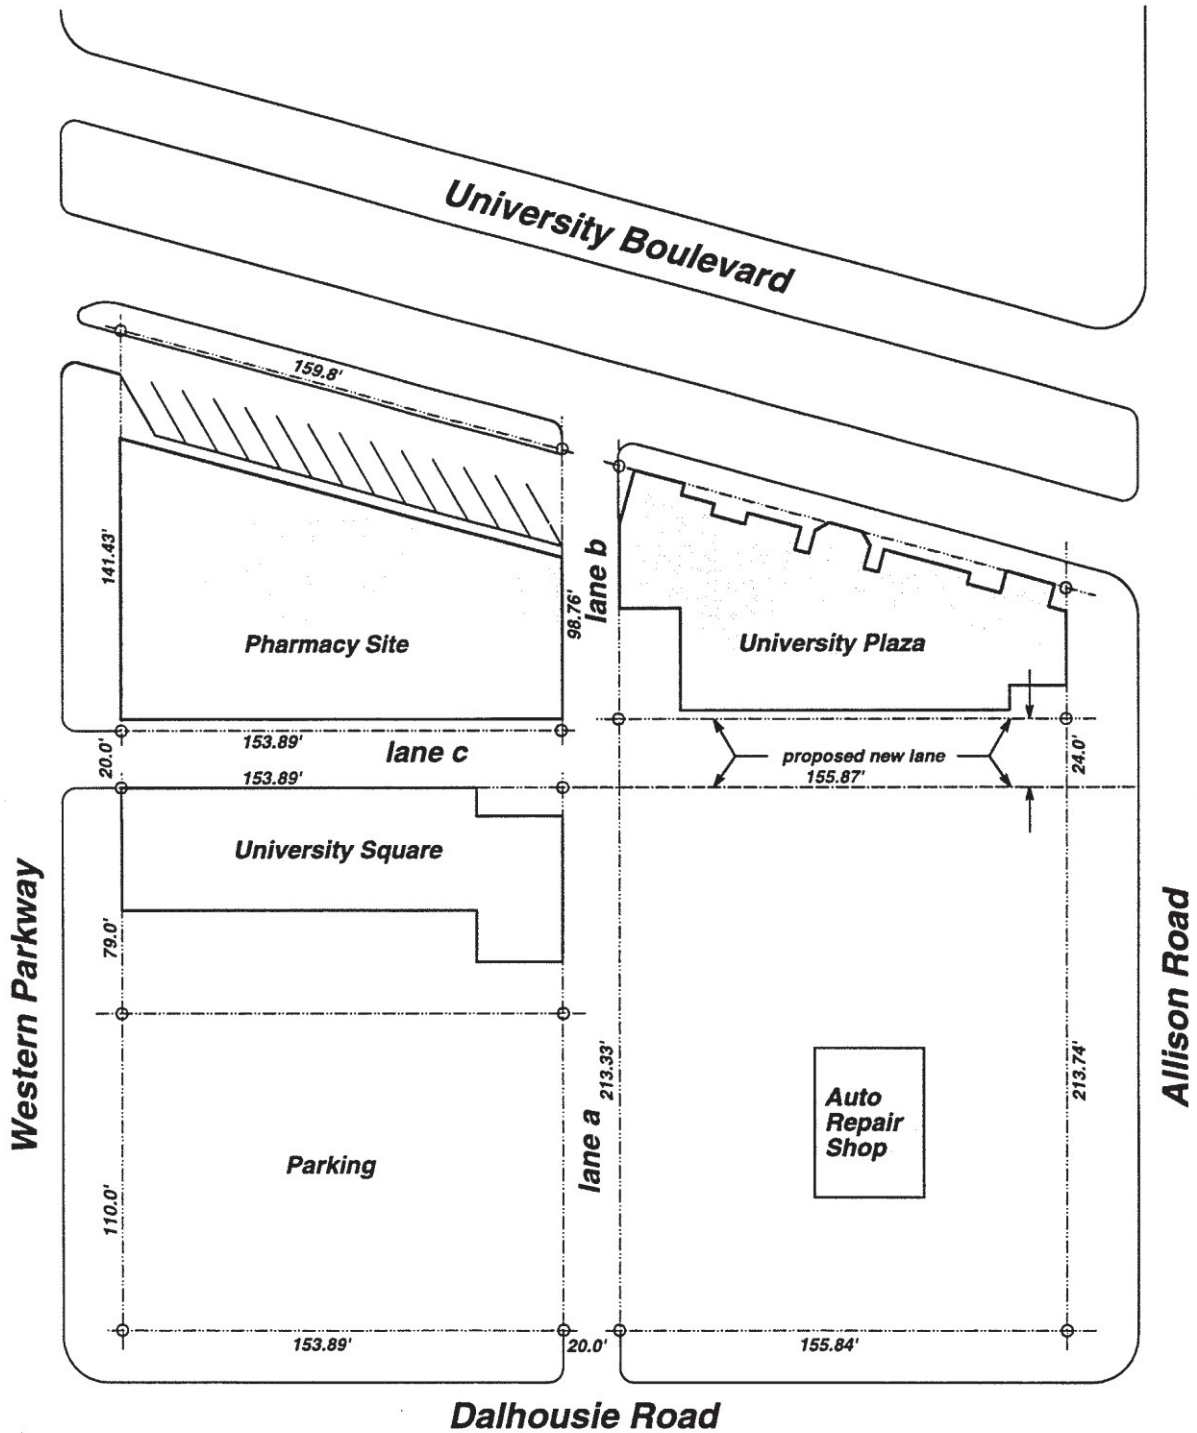 University Boulevard
159.8'
141.43'
98.76'
lane b
Pharmacy Site
University Plaza
20.0'
153.89'
lane c
153.89'
proposed new lane
155.87'
24.0'
University Square
79.0'
Western Parkway
Allison Road
213.33'
213.74'
Auto
Repair
Shop
lane a
Parking
110.0'
153.89'
20.0'
155.84'
Dalhousie Road